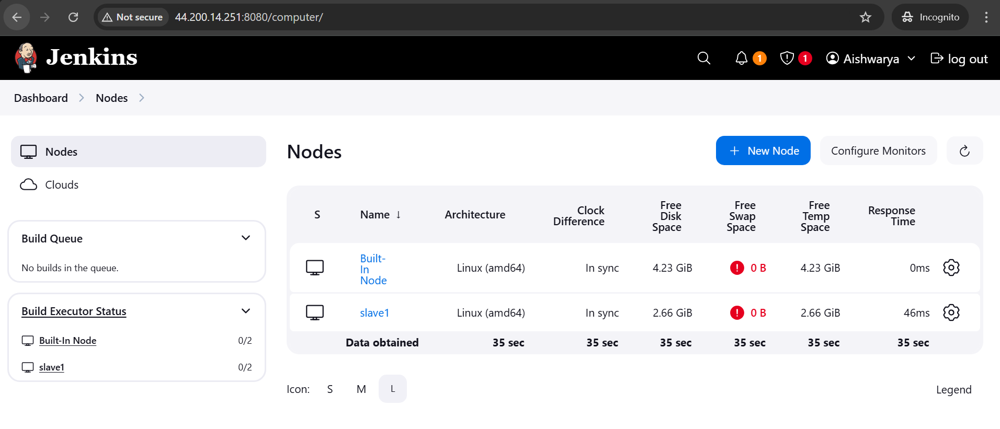 Not secure 44.200.14.251:8080/computer/ Incognito
Jenkins 1 1 Aishwarya log out
Dashboard Nodes
Nodes
Clouds
Build Queue
No builds in the queue.
Build Executor Status
Built-In Node 0/2
slave1 0/2
Nodes
+ New Node Configure Monitors
S Name ↓ Architecture Clock Difference Free Disk Space Free Swap Space Free Temp Space Response Time
Built-In Node Linux (amd64) In sync 4.23 GiB 0 B 4.23 GiB 0ms
slave1 Linux (amd64) In sync 2.66 GiB 0 B 2.66 GiB 46ms
Data obtained 35 sec 35 sec 35 sec 35 sec 35 sec 35 sec
Icon: S M L
Legend